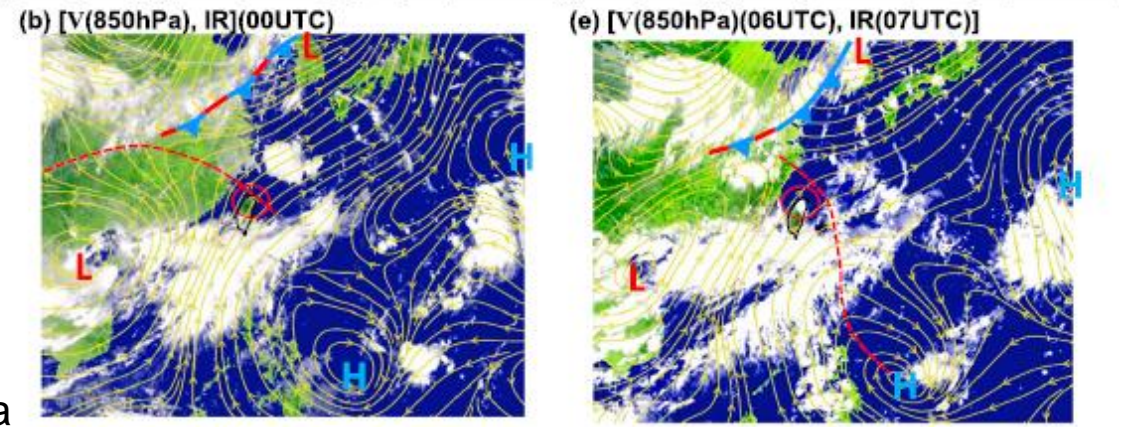 (b) [V(850hPa), IR](00UTC)
(e) [V(850hPa)(06UTC), IR(07UTC)]
L
L
H
H
L
L
H
H
a